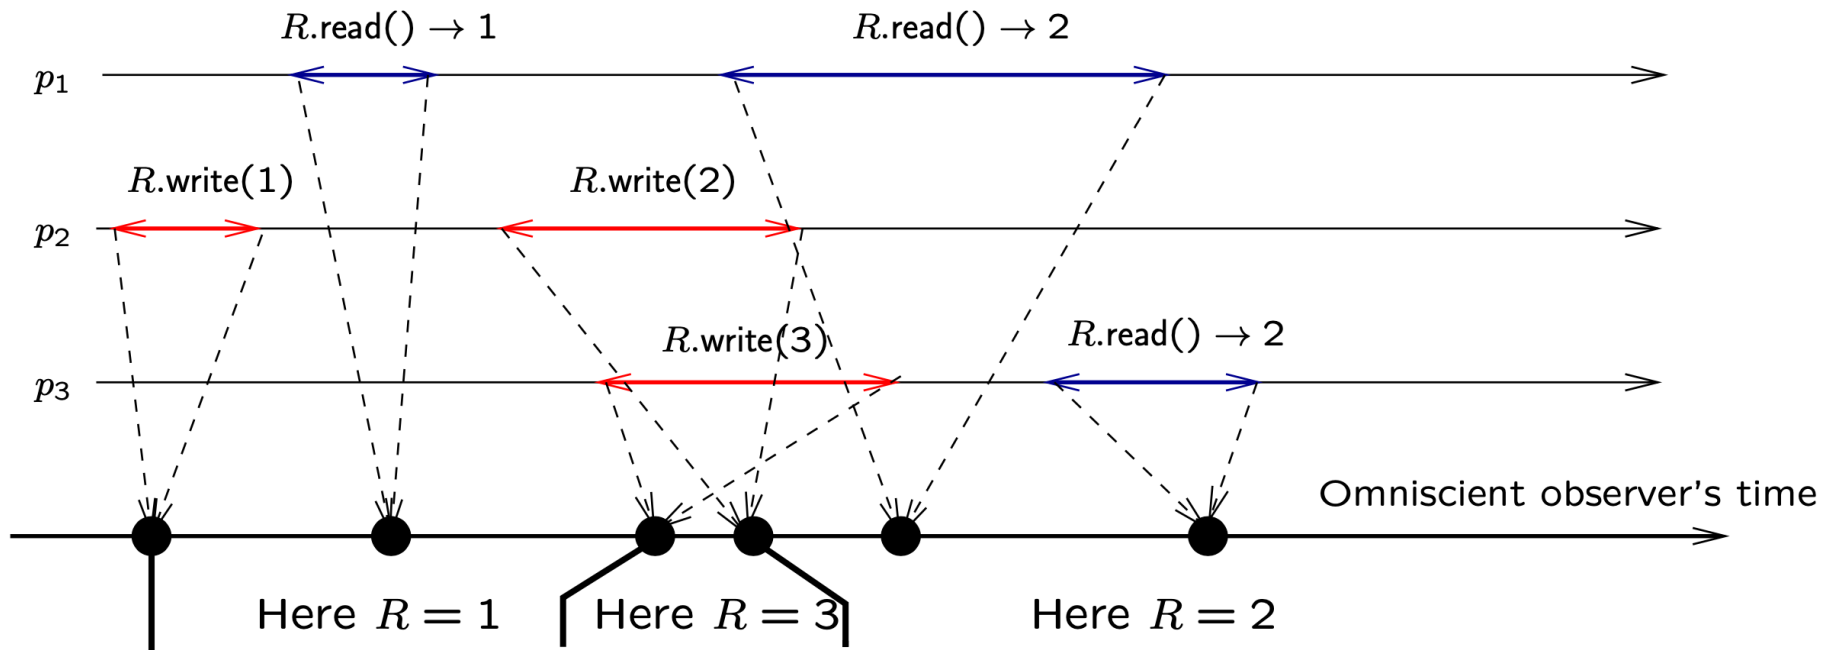 R.read() → 1
R.read() → 2
p₁
R.write(1)
R.write(2)
p₂
R.write(3)
R.read() → 2
p₃
Omniscient observer's time
Here R = 1
Here R = 3
Here R = 2